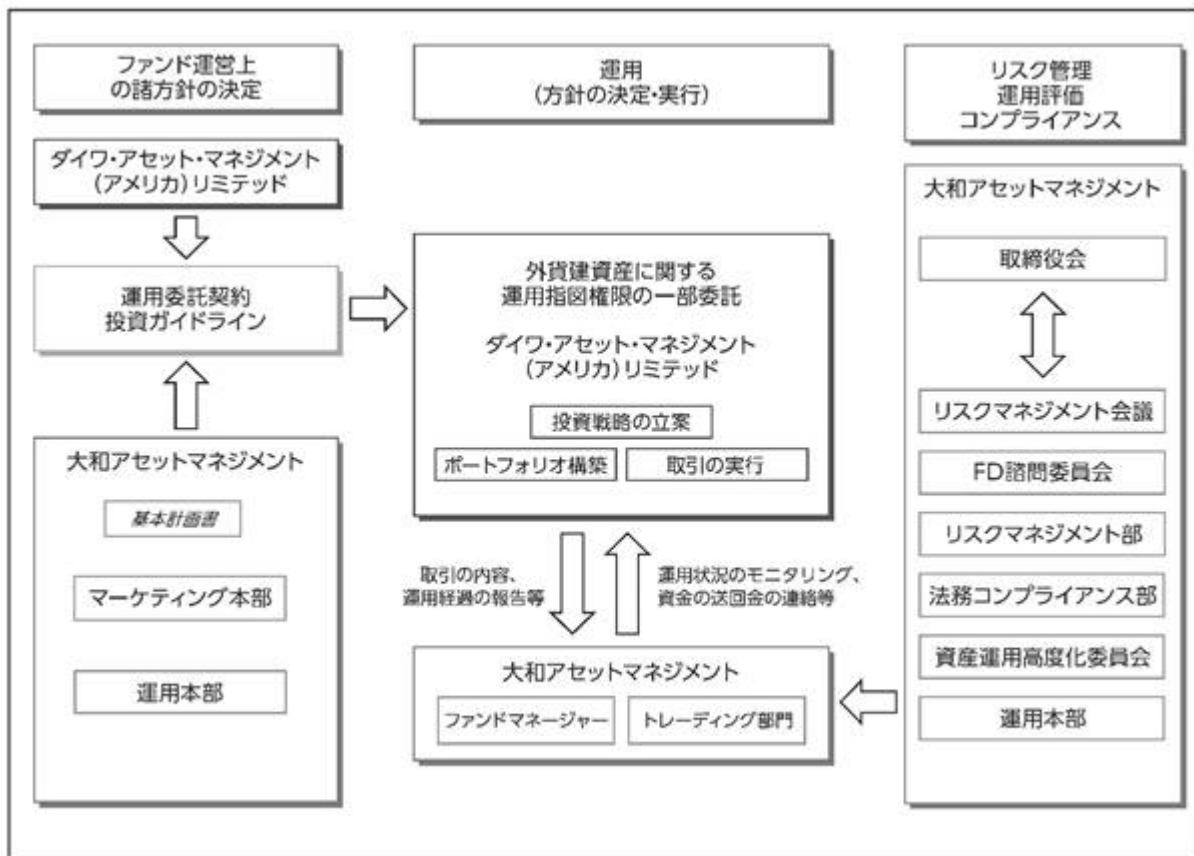 ファンド運営上
の諸方針の決定
ダイワ・アセット・マネジメント
(アメリカ)リミテッド
運用委託契約
投資ガイドライン
大和アセットマネジメント
基本計画書
マーケティング本部
運用本部
運用
(方針の決定・実行)
外貨建資産に関する
運用指図権限の一部委託
ダイワ・アセット・マネジメント
(アメリカ)リミテッド
投資戦略の立案
ポートフォリオ構築
取引の実行
取引の内容、
運用経過の報告等
運用状況のモニタリング、
資金の送回金の連絡等
大和アセットマネジメント
ファンドマネージャー
トレーディング部門
リスク管理
運用評価
コンプライアンス
大和アセットマネジメント
取締役会
リスクマネジメント会議
FD諮問委員会
リスクマネジメント部
法務コンプライアンス部
資産運用高度化委員会
運用本部